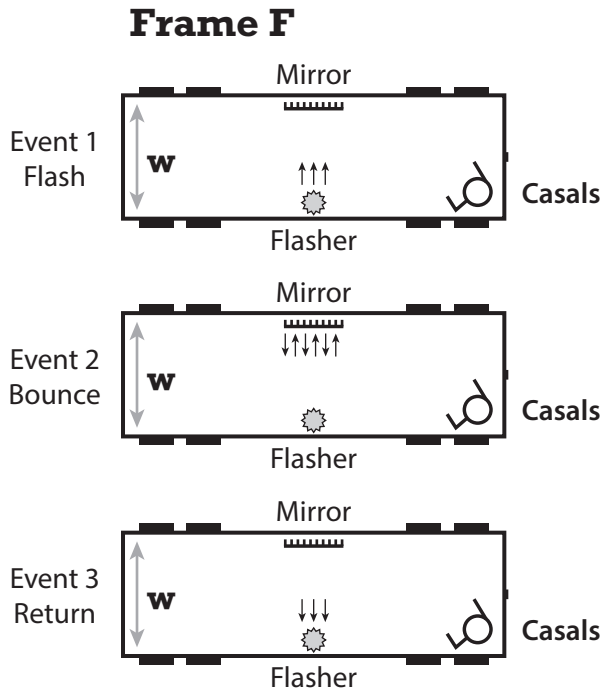 Frame F
Mirror
Event 1
Flash
w
Casals
Flasher
Mirror
Event 2
Bounce
w
Casals
Flasher
Mirror
Event 3
Return
w
Casals
Flasher